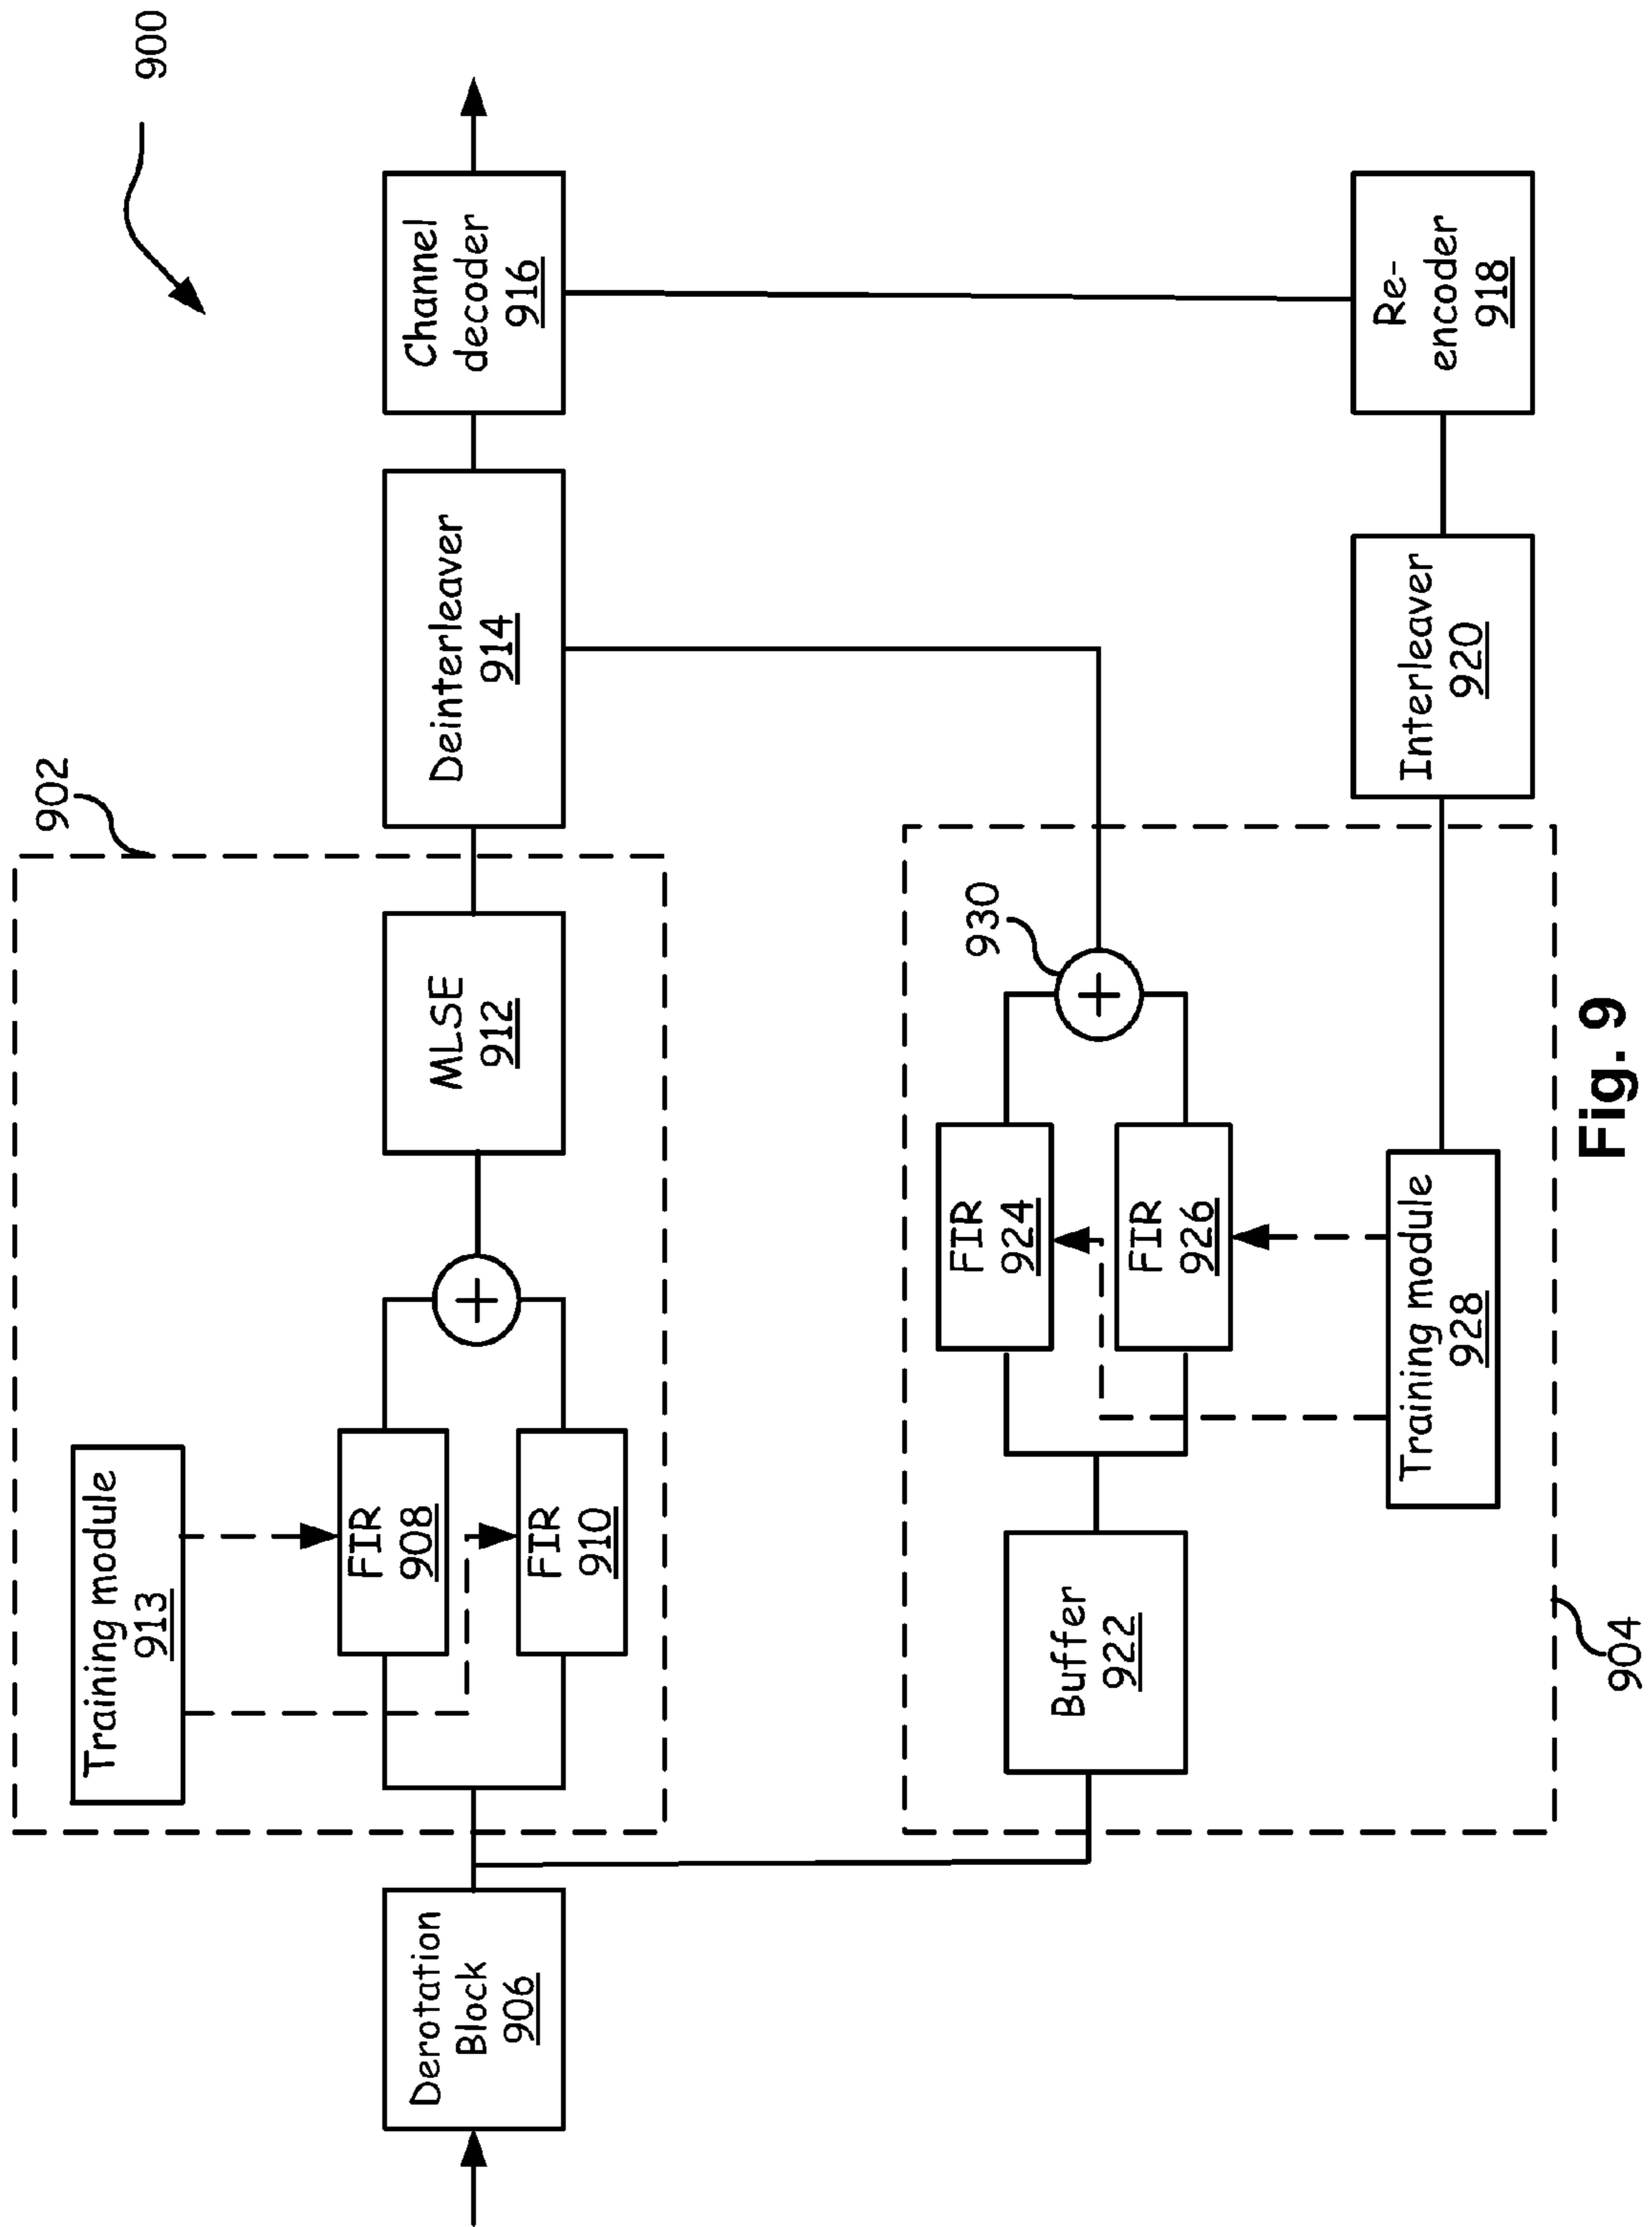 900
902
Training module
913
Derotation
Block
906
FIR
908
FIR
910
+
MLSE
912
Deinterleaver
914
Channel
decoder
916
930
Buffer
922
FIR
924
FIR
926
+
Training module
928
Interleaver
920
Re-
encoder
918
904
Fig. 9